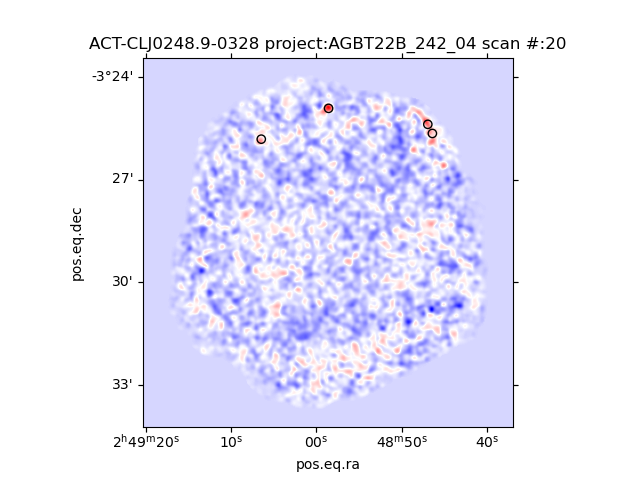 ACT-CLJ0248.9-0328 project:AGBT22B_242_04 scan #:20
-3°24'
27'
30'
33'
pos.eq.dec
2ʰ49ᵐ20ˢ 10ˢ 00ˢ 48ᵐ50ˢ 40ˢ
pos.eq.ra